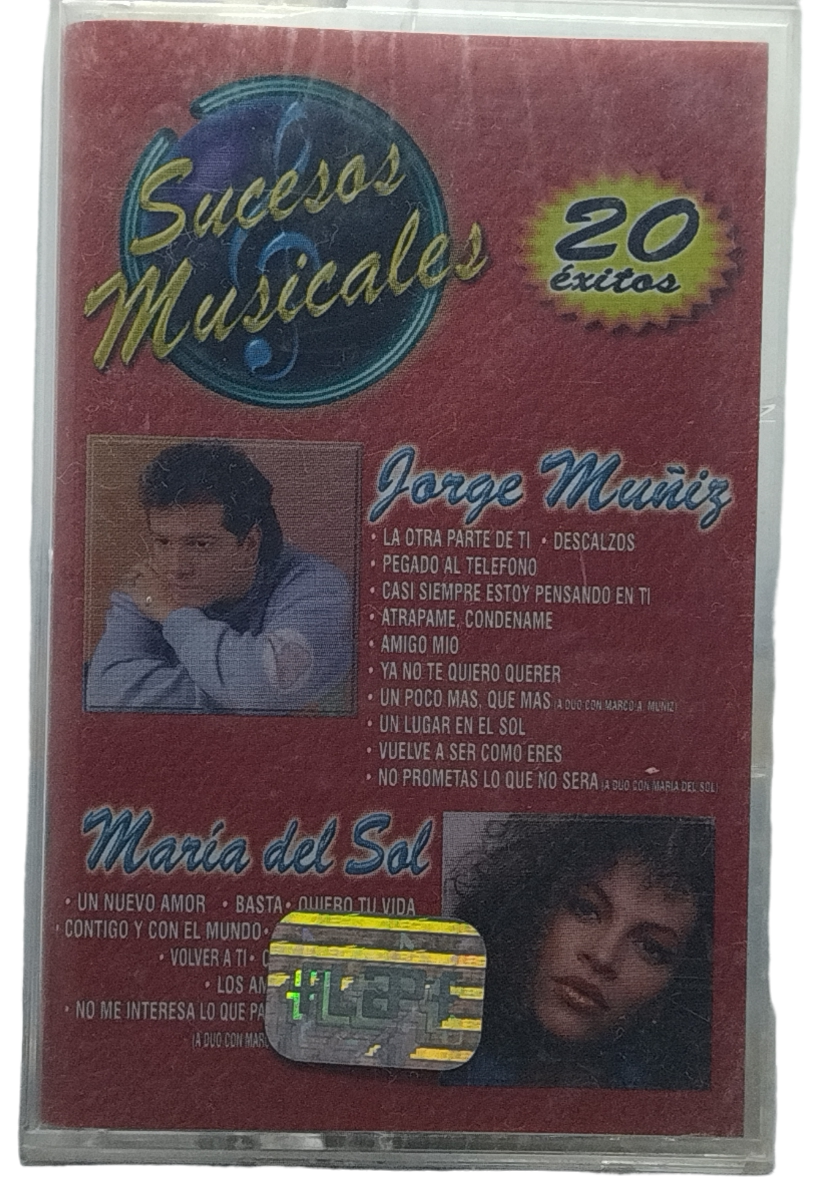 Sucesos
Musicales
20
éxitos
Jorge Muñiz
• LA OTRA PARTE DE TI • DESCALZOS
• PEGADO AL TELEFONO
• CASI SIEMPRE ESTOY PENSANDO EN TI
• ATRAPAME, CONDENAME
• AMIGO MIO
• YA NO TE QUIERO QUERER
• UN POCO MAS, QUE MAS (A DUO CON MARCO A. MUÑIZ)
• UN LUGAR EN EL SOL
• VUELVE A SER COMO ERES
• NO PROMETAS LO QUE NO SERA (A DUO CON MARIA DEL SOL)
María del Sol
• UN NUEVO AMOR • BASTA • QUIERO TU VIDA
• CONTIGO Y CON EL MUNDO •
• VOLVER A TI •
• LOS
• NO ME INTERESA LO QUE
(A DUO CON